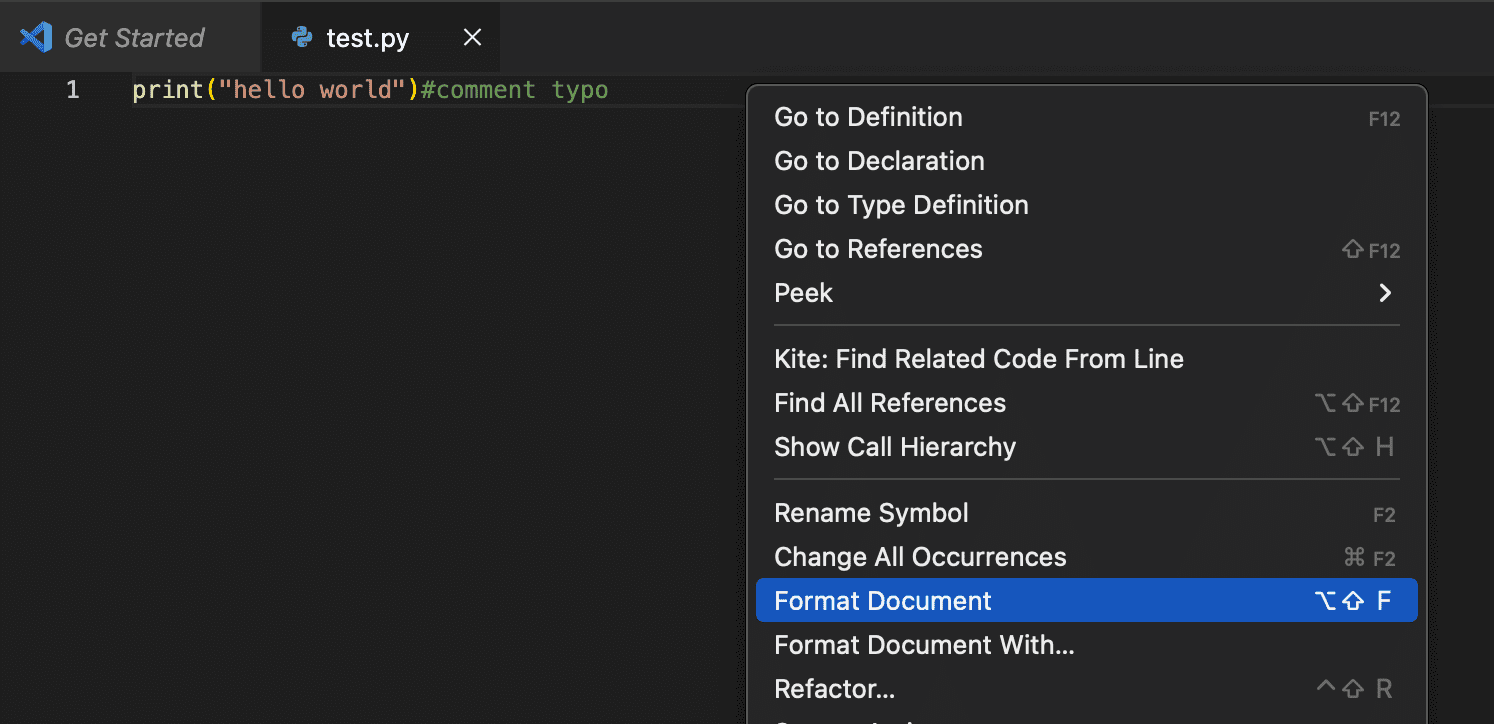 Get Started
test.py
1 print("hello world")#comment typo
Go to Definition F12
Go to Declaration
Go to Type Definition
Go to References ⇧F12
Peek
Kite: Find Related Code From Line
Find All References ⌥⇧F12
Show Call Hierarchy ⌥⇧ H
Rename Symbol F2
Change All Occurrences ⌘ F2
Format Document ⌥⇧ F
Format Document With...
Refactor... ^⇧ R